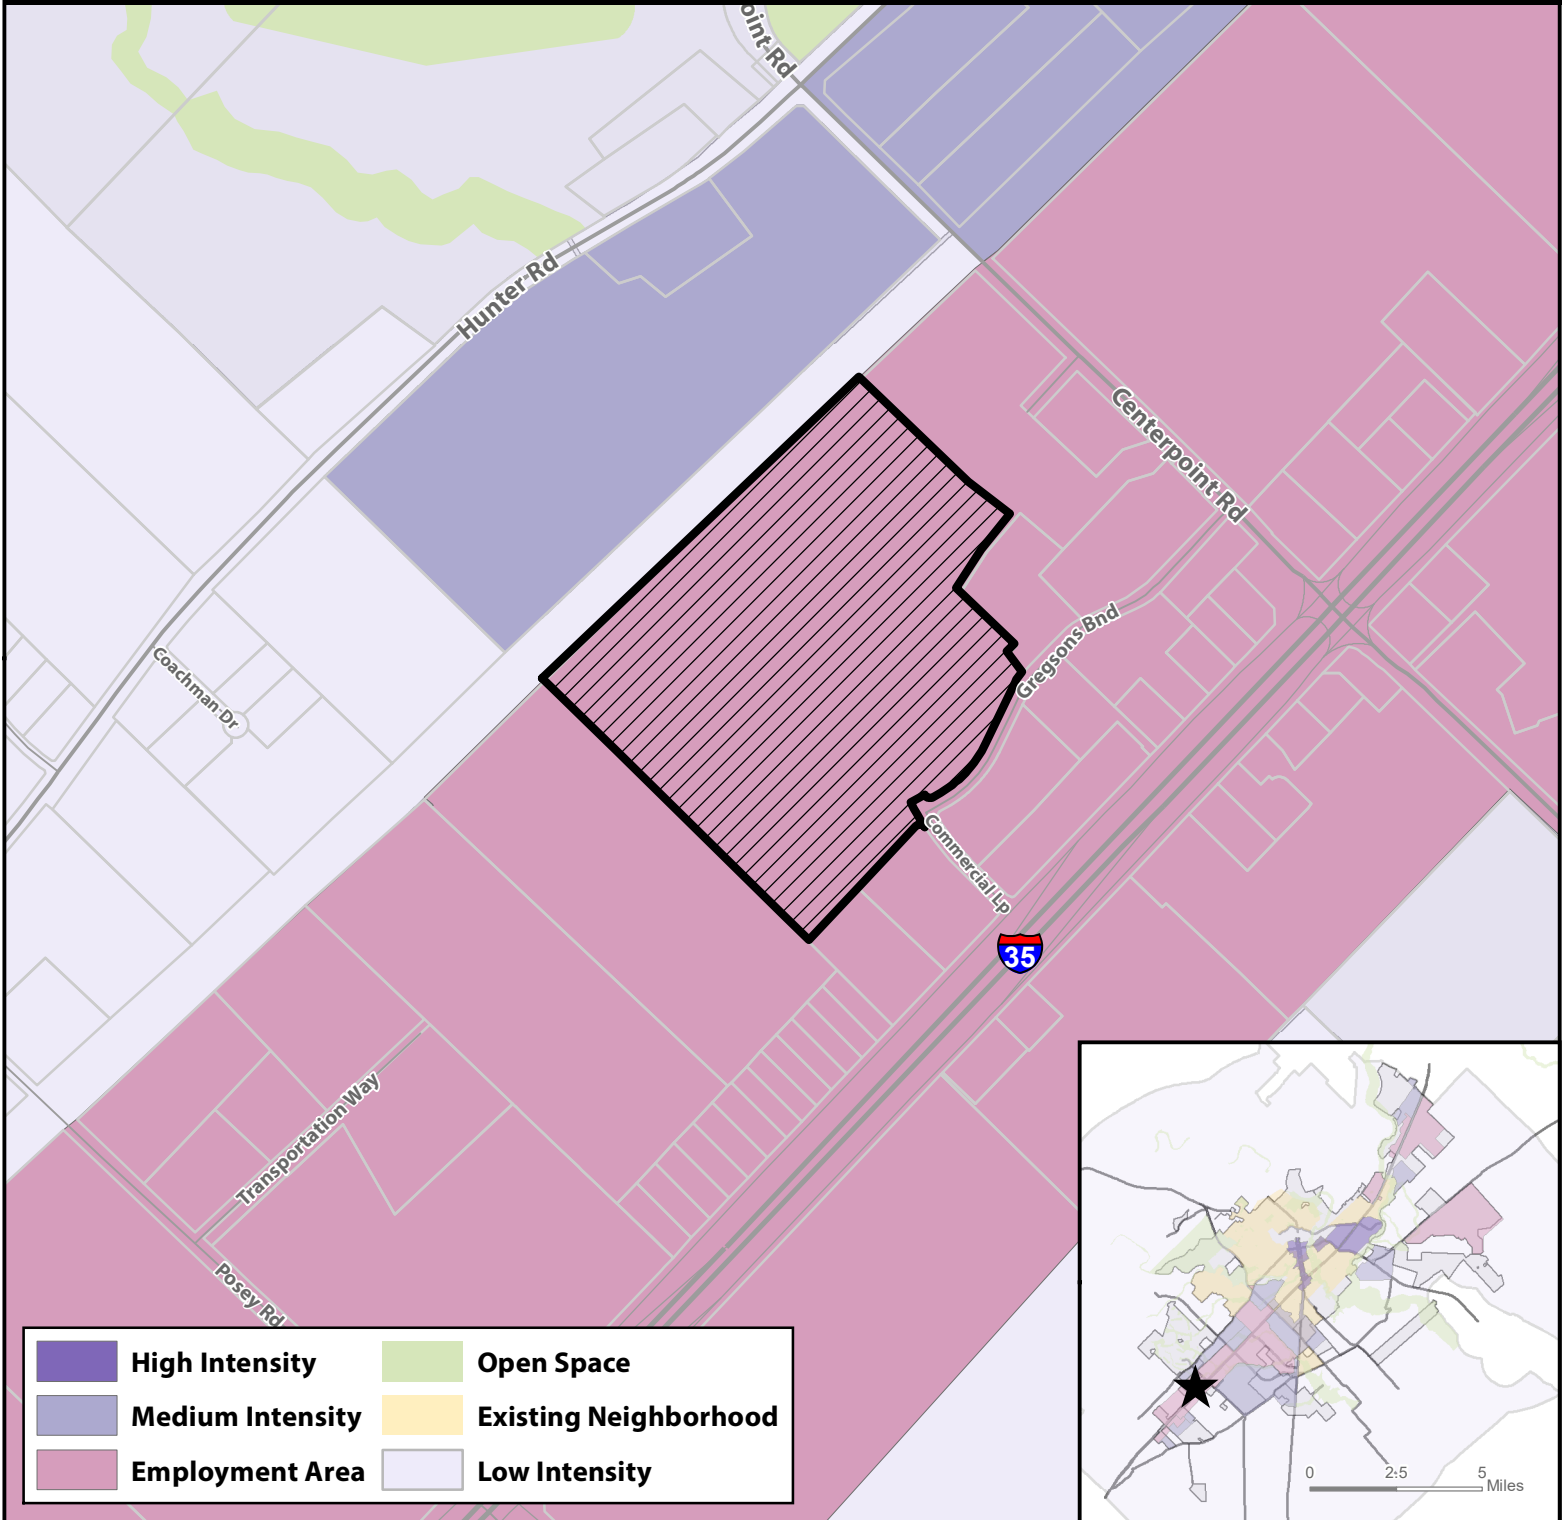 oint Rd
Hunter Rd
Centerpoint Rd
Gregsons Bnd
Coachman Dr
Commercial Lp
35
Transportation Way
Posey Rd
High Intensity
Open Space
Medium Intensity
Existing Neighborhood
Employment Area
Low Intensity
0 2.5 5
Miles